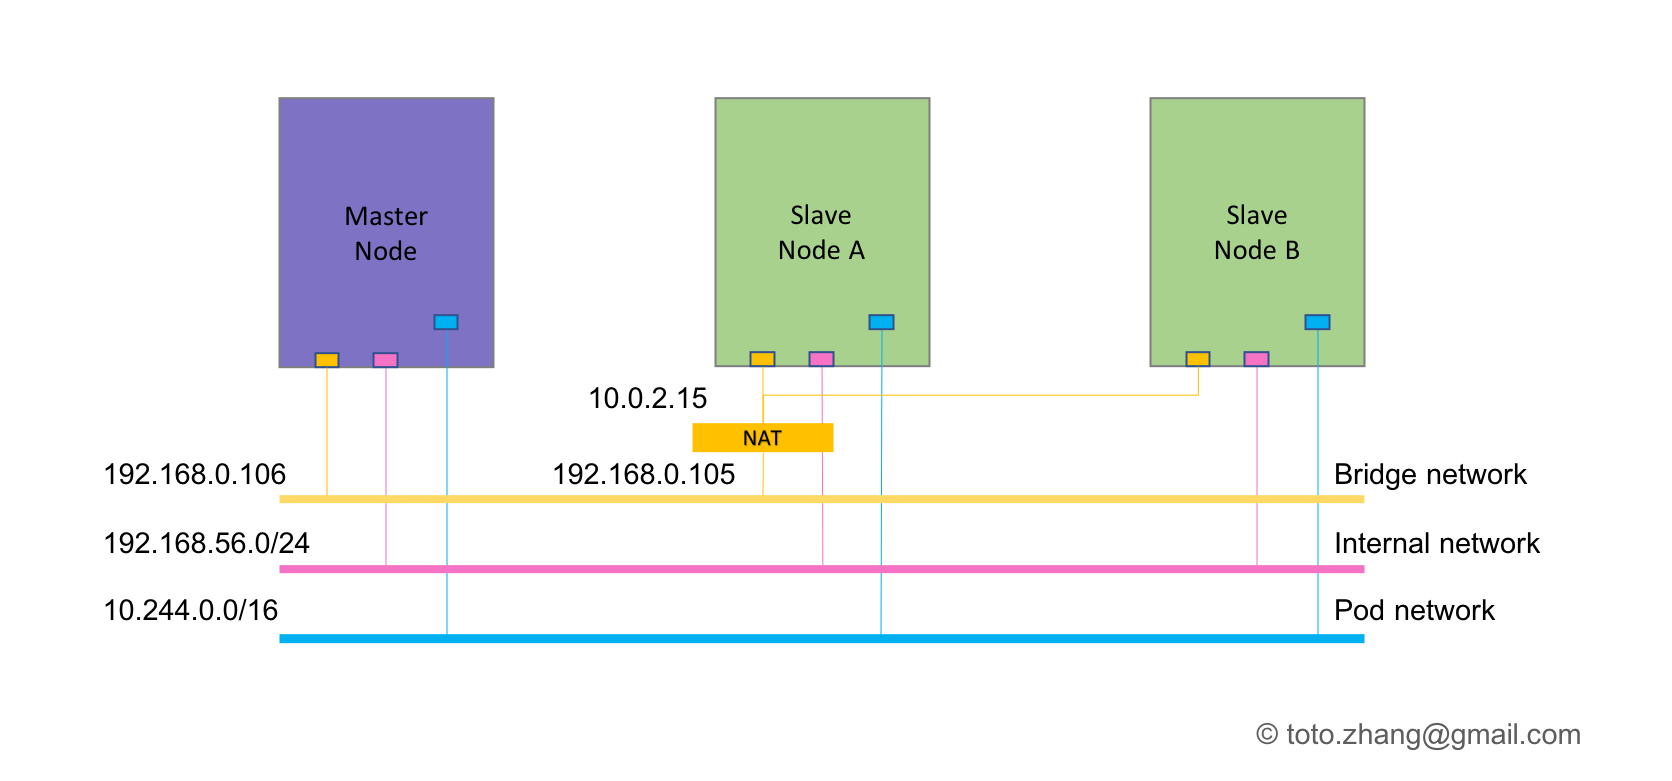 Master
Node
Slave
Node A
Slave
Node B
10.0.2.15
NAT
192.168.0.106
192.168.0.105
Bridge network
192.168.56.0/24
Internal network
10.244.0.0/16
Pod network
© toto.zhang@gmail.com